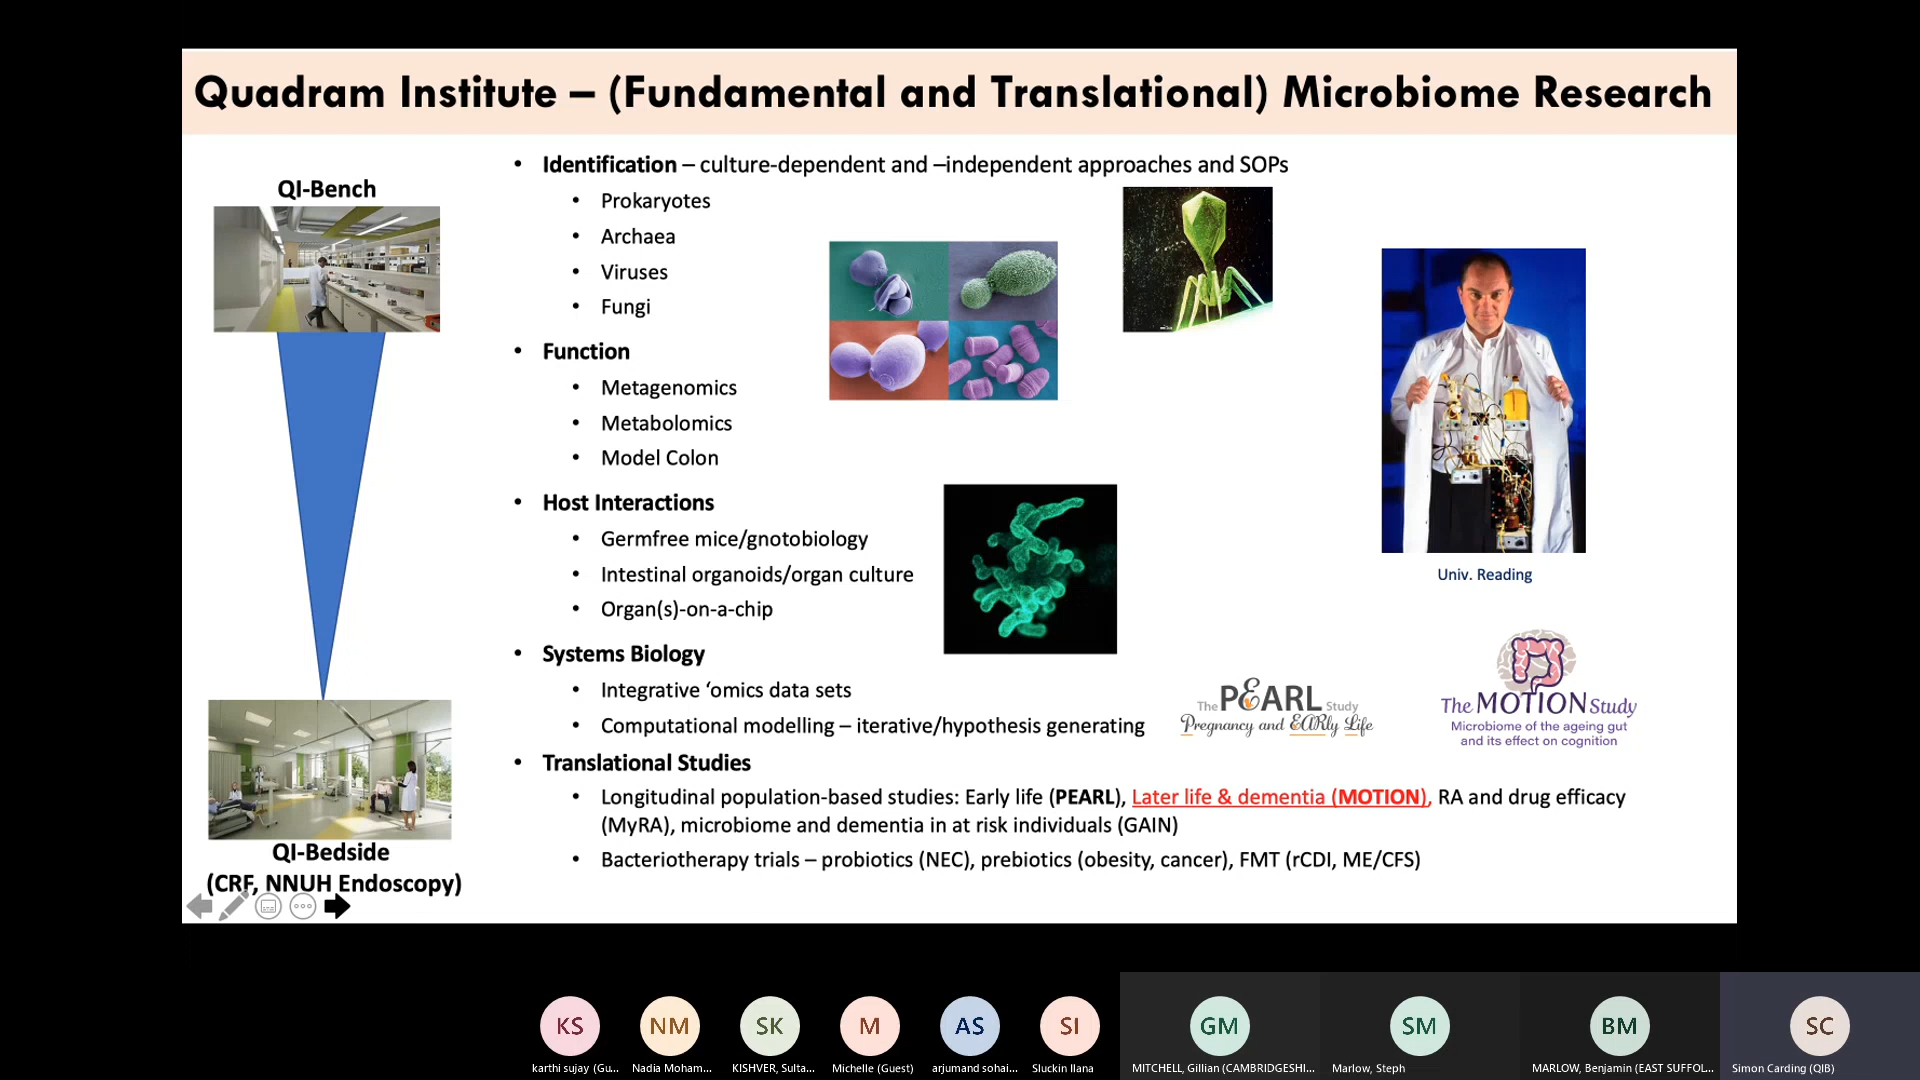 Quadram Institute – (Fundamental and Translational) Microbiome Research
QI-Bench
• Identification – culture-dependent and –independent approaches and SOPs
• Prokaryotes
• Archaea
• Viruses
• Fungi
• Function
• Metagenomics
• Metabolomics
• Model Colon
• Host Interactions
• Germfree mice/gnotobiology
• Intestinal organoids/organ culture
• Organ(s)-on-a-chip
• Systems Biology
• Integrative ‘omics data sets
• Computational modelling – iterative/hypothesis generating
• Translational Studies
• Longitudinal population-based studies: Early life (PEARL), Later life & dementia (MOTION), RA and drug efficacy
(MyRA), microbiome and dementia in at risk individuals (GAIN)
• Bacteriotherapy trials – probiotics (NEC), prebiotics (obesity, cancer), FMT (rCDI, ME/CFS)
Univ. Reading
The PEARL Study
Pregnancy and EARly Life
The MOTION Study
Microbiome of the ageing gut
and its effect on cognition
QI-Bedside
(CRF, NNUH Endoscopy)
KS
NM
SK
M
AS
SI
GM
SM
BM
SC
karthi sujay (Gu...
Nadia Moham...
KISHVER, Sulta...
Michelle (Guest)
arjumand sohai...
Sluckin Ilana
MITCHELL, Gillian (CAMBRIDGESHI...
Marlow, Steph
MARLOW, Benjamin (EAST SUFFOL...
Simon Carding (QIB)